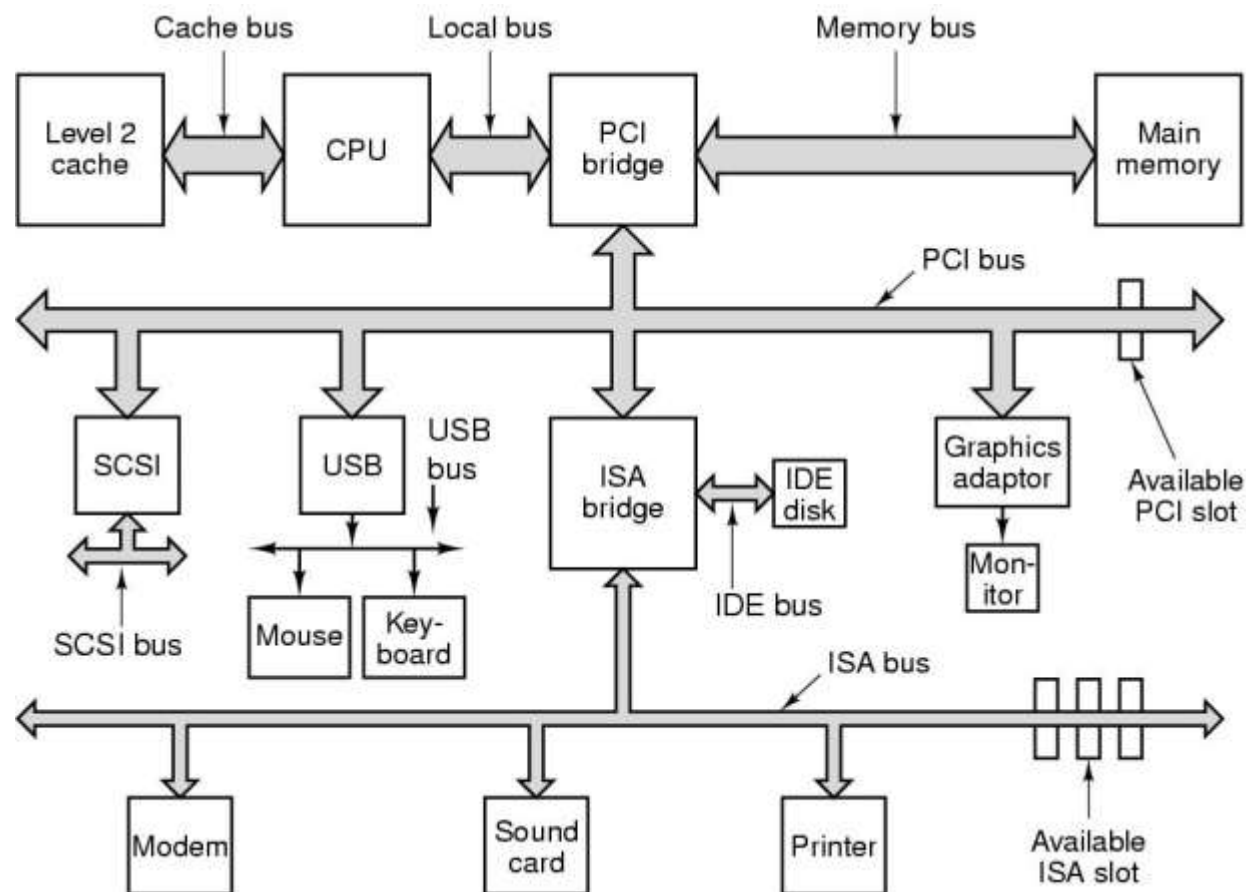 Cache bus
Local bus
Memory bus
Level 2
cache
CPU
PCI
bridge
Main
memory
PCI bus
SCSI
USB
USB
bus
ISA
bridge
IDE
disk
Graphics
adaptor
Available
PCI slot
Mon-
itor
IDE bus
SCSI bus
Mouse
Key-
board
ISA bus
Modem
Sound
card
Printer
Available
ISA slot